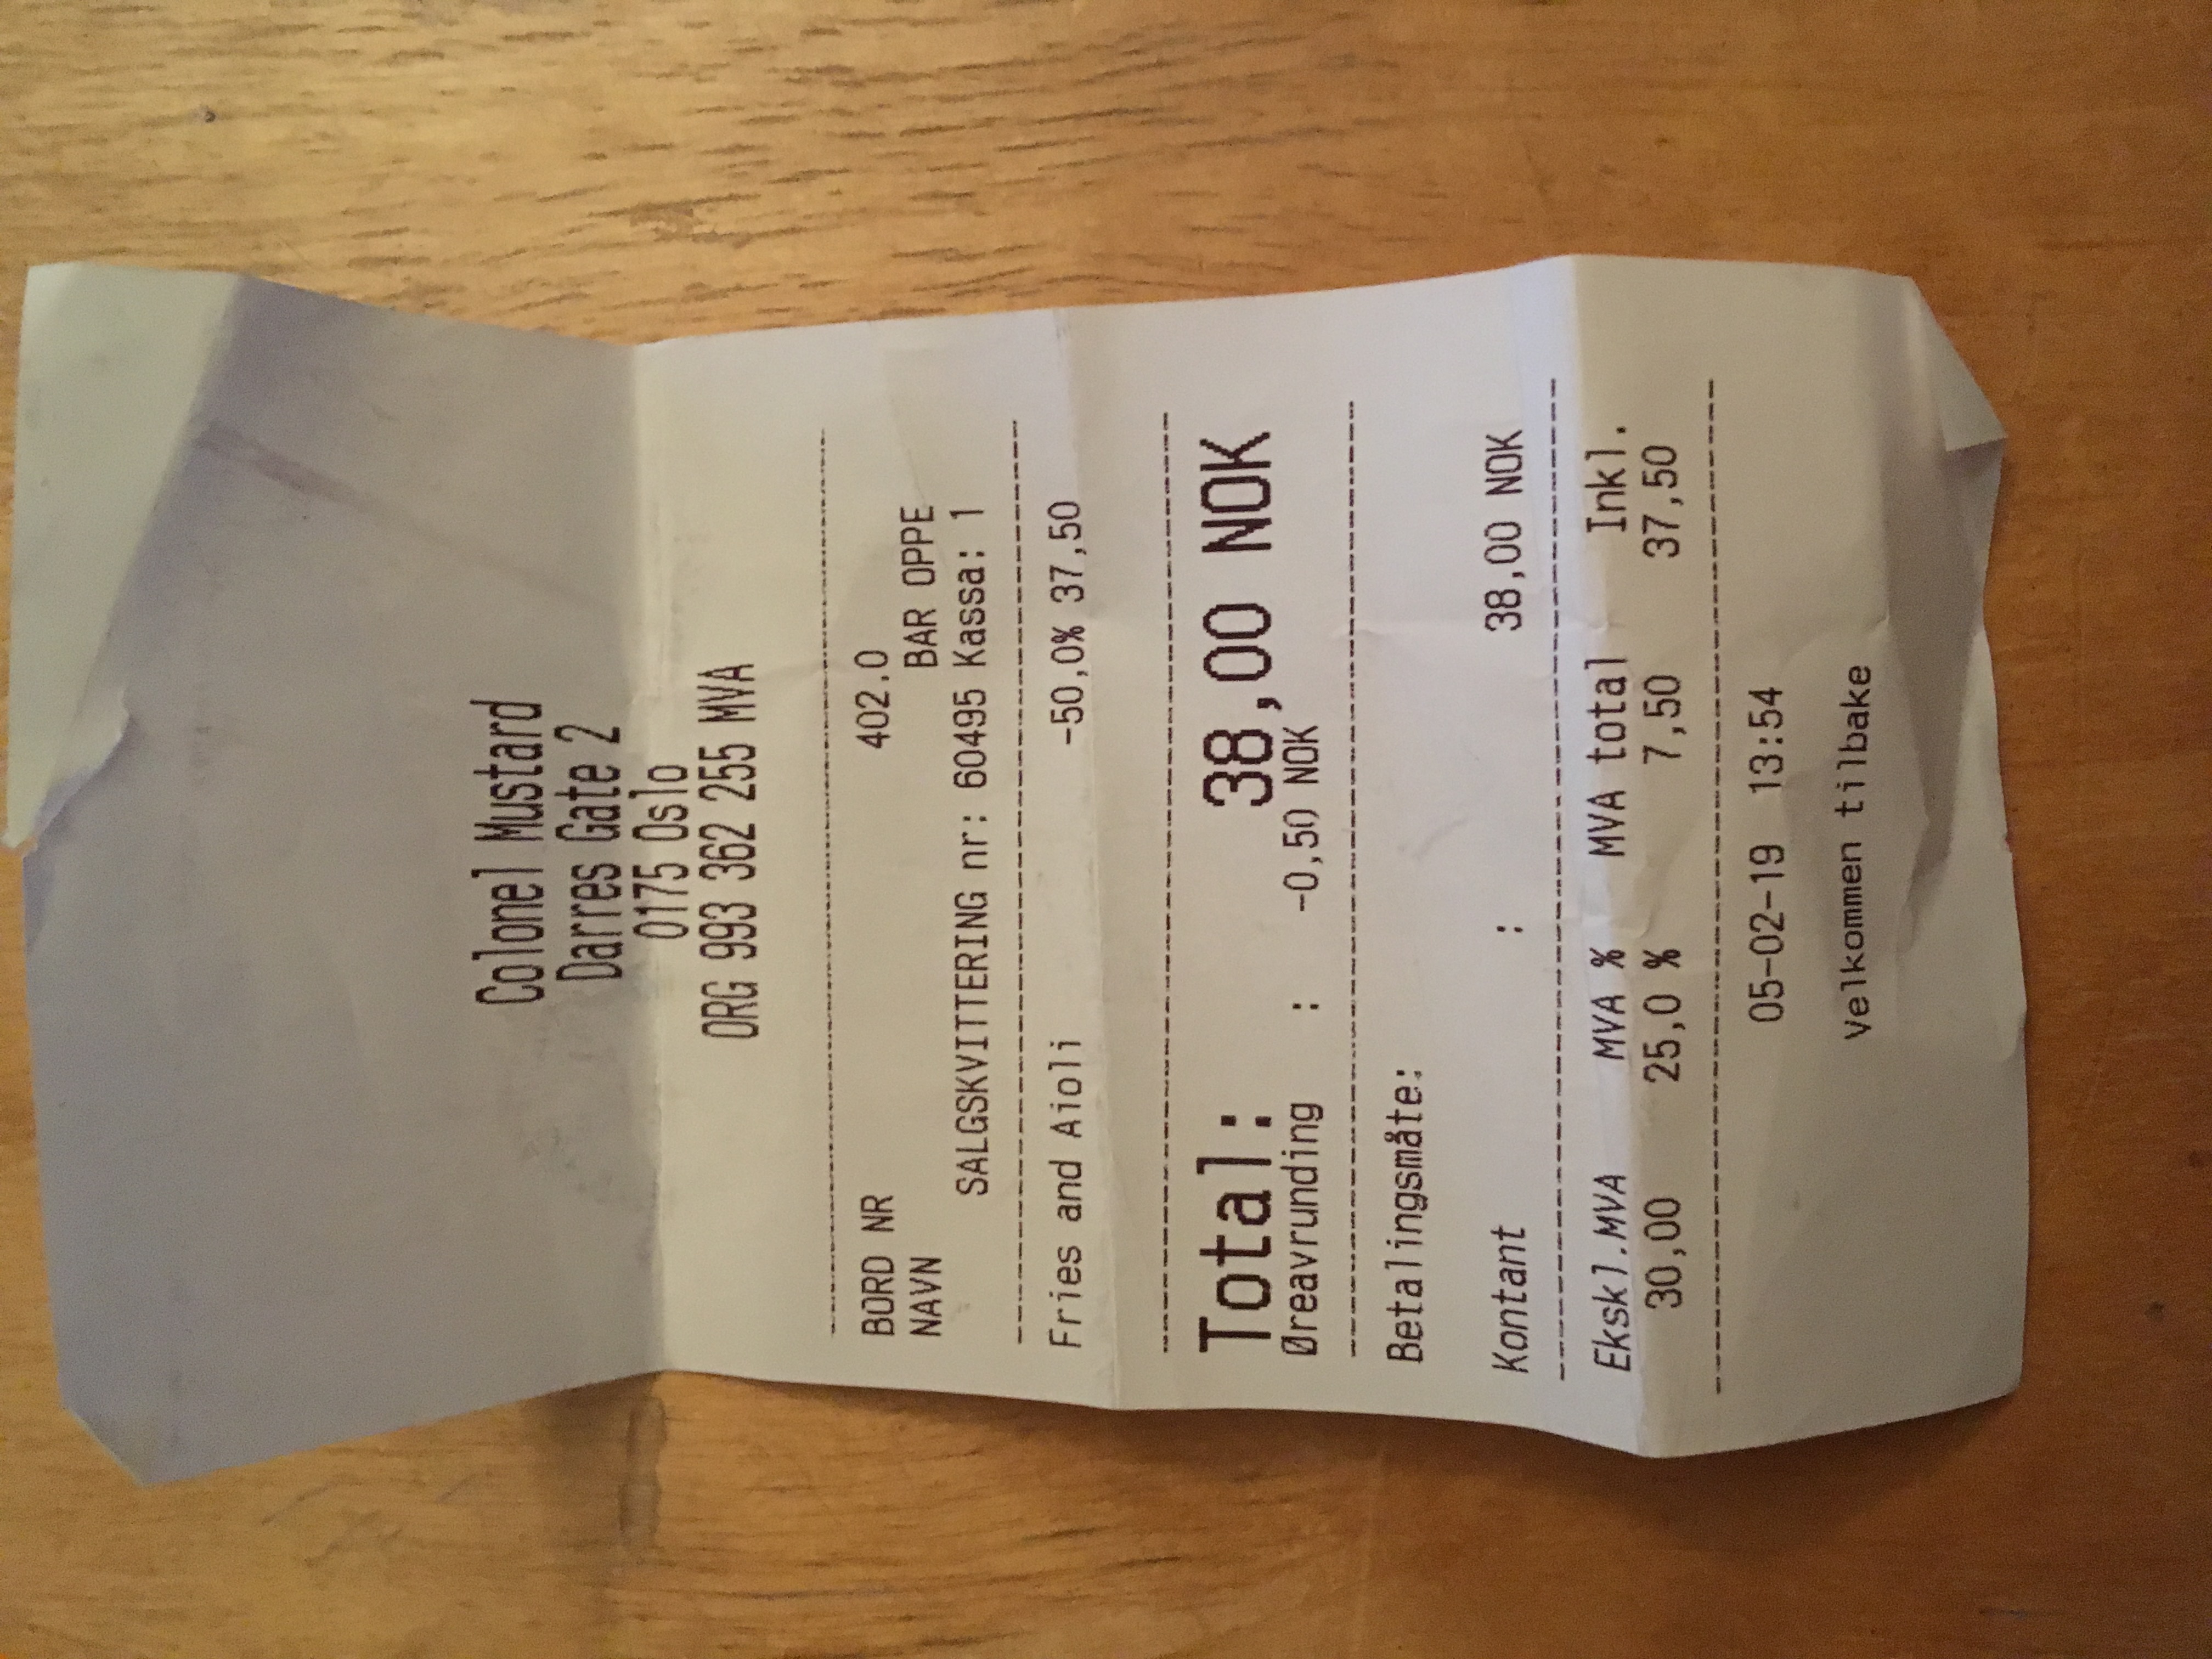 Colonel Mustard
Darres Gate 2
0175 Oslo
ORG 993 362 255 MVA
BORD NR 402.0
NAVN BAR OPPE
SALGSKVITTERING nr: 60495 Kassa: 1
Fries and Aioli -50,0% 37,50
Total: 38,00 NOK
Øreavrunding : -0,50 NOK
Betalingsmåte:
Kontant : 38,00 NOK
Ekskl.MVA MVA % MVA total Inkl.
30,00 25,0 % 7,50 37,50
05-02-19 13:54
Velkommen tilbake